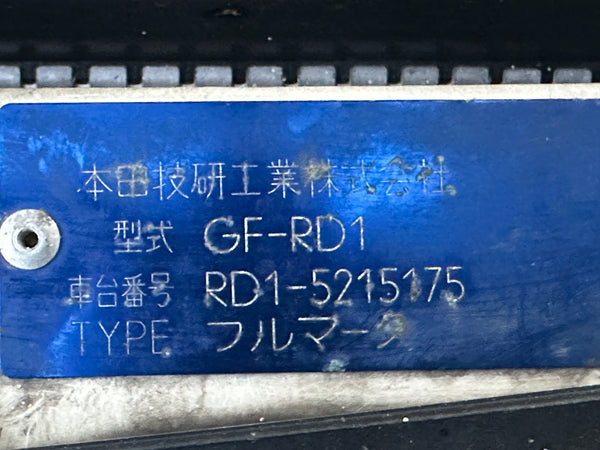 本田技研工業株式会社
型式 GF-RD1
車台番号 RD1-5215175
TYPE フルマーク